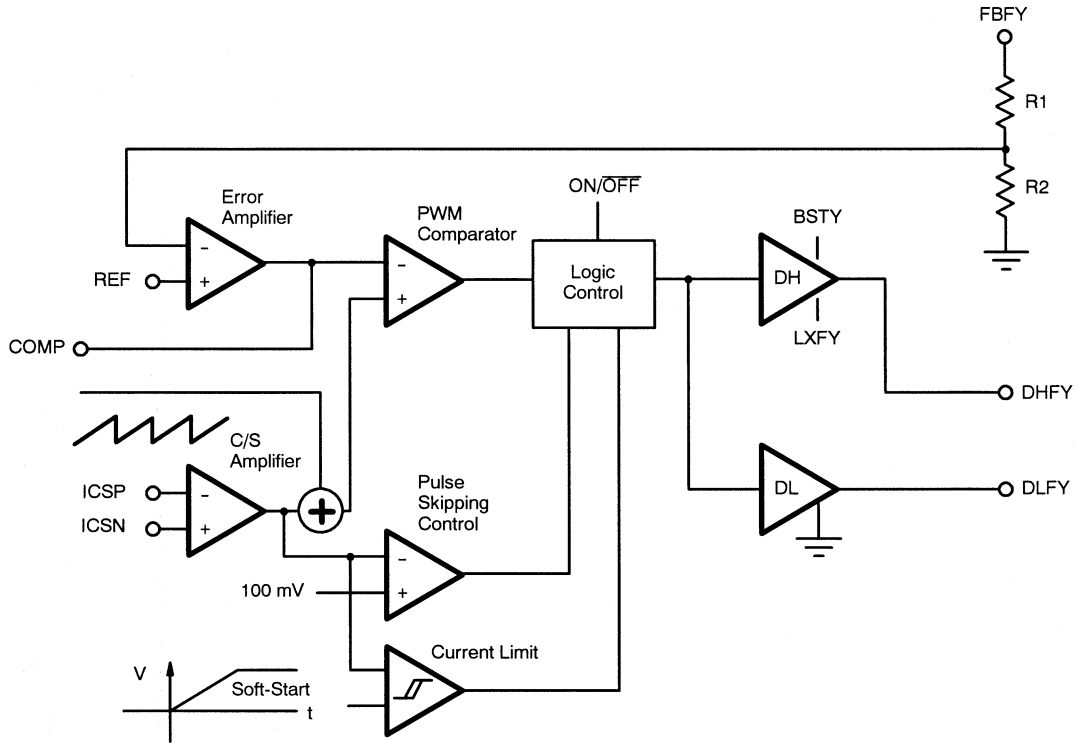 FBFY
R1
R2
Error
Amplifier
PWM
Comparator
ON/OFF
BSTY
REF
-
+
-
+
Logic
Control
DH
LXFY
COMP
DHFY
C/S
Amplifier
ICSP
ICSN
-
+
+
Pulse
Skipping
Control
DL
DLFY
100 mV
-
+
Current Limit
V
Soft-Start
t